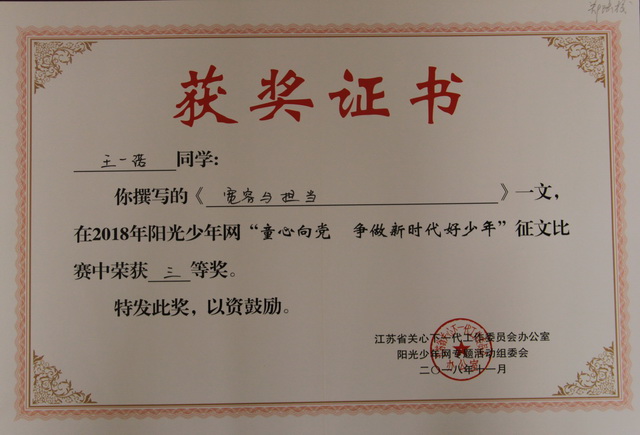 获奖证书
王一诺 同学：
你撰写的《 宽容与担当 》一文，
在2018年阳光少年网“童心向党 争做新时代好少年”征文比
赛中荣获 三 等奖。
特发此奖，以资鼓励。
江苏省关心下一代工作委员会办公室
阳光少年网专题活动组委会
二〇一八年十一月
办公室